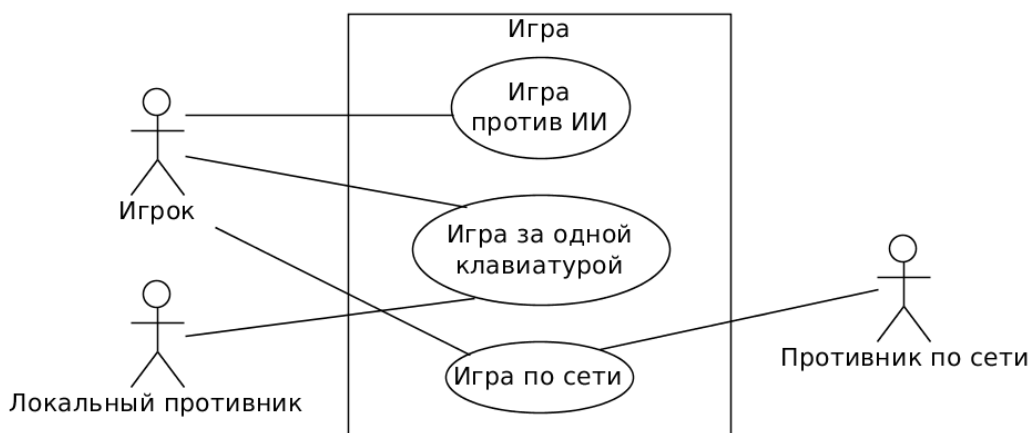 Игра
Игра
против ИИ
Игрок
Игра за одной
клавиатурой
Противник по сети
Игра по сети
Локальный противник